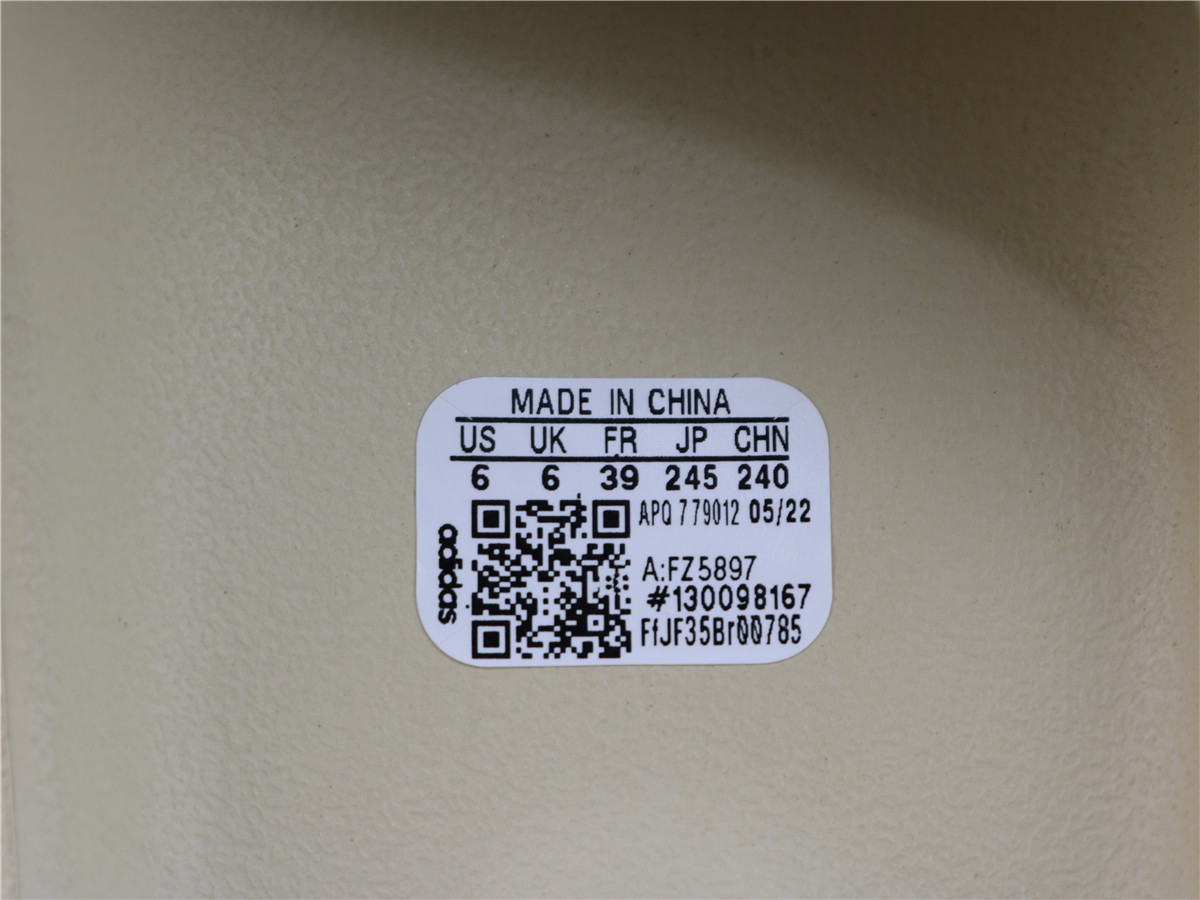 MADE IN CHINA
US UK FR JP CHN
6 6 39 245 240
APQ 779012 05/22
A:FZ5897
#130098167
FfJF35Br00785
adidas